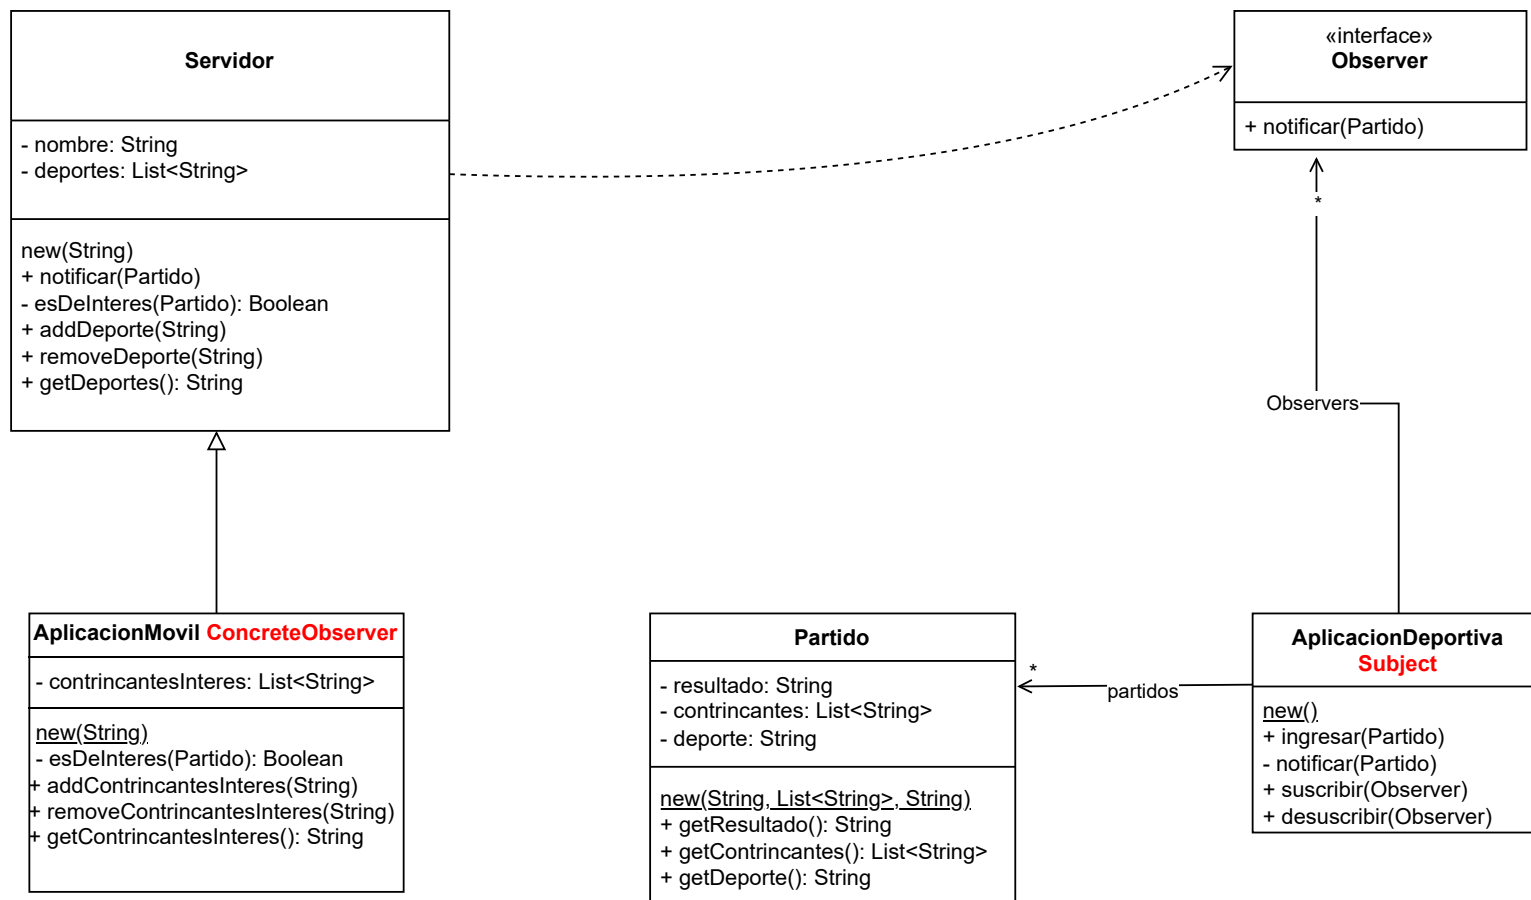 Servidor
- nombre: String
- deportes: List<String>
new(String)
+ notificar(Partido)
- esDeInteres(Partido): Boolean
+ addDeporte(String)
+ removeDeporte(String)
+ getDeportes(): String
«interface»
Observer
+ notificar(Partido)
*
Observers
AplicacionMovil ConcreteObserver
- contrincantesInteres: List<String>
new(String)
- esDeInteres(Partido): Boolean
+ addContrincantesInteres(String)
+ removeContrincantesInteres(String)
+ getContrincantesInteres(): String
Partido
- resultado: String
- contrincantes: List<String>
- deporte: String
new(String, List<String>, String)
+ getResultado(): String
+ getContrincantes(): List<String>
+ getDeporte(): String
*
partidos
AplicacionDeportiva
Subject
new()
+ ingresar(Partido)
- notificar(Partido)
+ suscribir(Observer)
+ desuscribir(Observer)